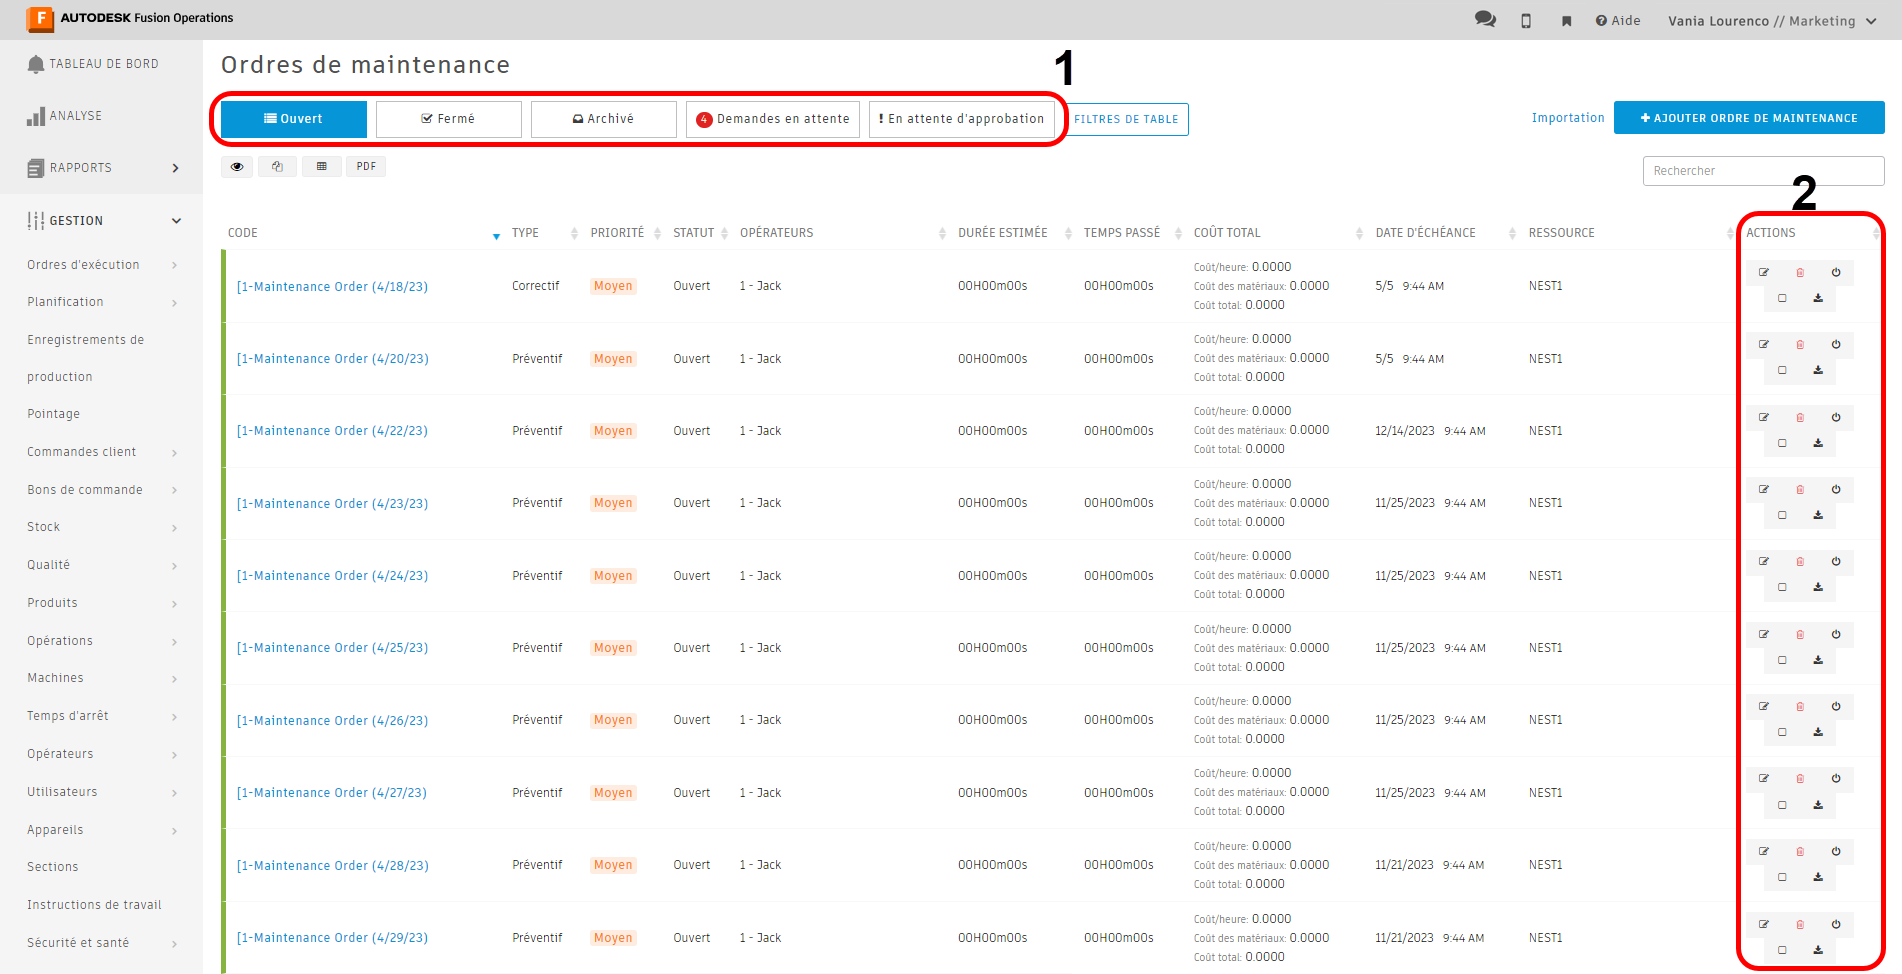 F AUTODESK Fusion Operations
Aide
Vania Lourenco // Marketing
TABLEAU DE BORD
ANALYSE
RAPPORTS
GESTION
Ordres d'exécution
Planification
Enregistrements de
production
Pointage
Commandes client
Bons de commande
Stock
Qualité
Produits
Opérations
Machines
Temps d'arrêt
Opérateurs
Utilisateurs
Appareils
Sections
Instructions de travail
Sécurité et santé
Ordres de maintenance
1
Ouvert
Fermé
Archivé
4 Demandes en attente
! En attente d'approbation
FILTRES DE TABLE
Importation
+ AJOUTER ORDRE DE MAINTENANCE
PDF
Rechercher
2
CODE TYPE PRIORITÉ STATUT OPÉRATEURS DURÉE ESTIMÉE TEMPS PASSÉ COÛT TOTAL DATE D'ÉCHÉANCE RESSOURCE ACTIONS
Coût/heure: 0.0000
[1-Maintenance Order (4/18/23) Correctif Moyen Ouvert 1 - Jack 00H00m00s 00H00m00s Coût des matériaux: 0.0000 5/5 9:44 AM NEST1
Coût total: 0.0000
Coût/heure: 0.0000
[1-Maintenance Order (4/20/23) Préventif Moyen Ouvert 1 - Jack 00H00m00s 00H00m00s Coût des matériaux: 0.0000 5/5 9:44 AM NEST1
Coût total: 0.0000
Coût/heure: 0.0000
[1-Maintenance Order (4/22/23) Préventif Moyen Ouvert 1 - Jack 00H00m00s 00H00m00s Coût des matériaux: 0.0000 12/14/2023 9:44 AM NEST1
Coût total: 0.0000
Coût/heure: 0.0000
[1-Maintenance Order (4/23/23) Préventif Moyen Ouvert 1 - Jack 00H00m00s 00H00m00s Coût des matériaux: 0.0000 11/25/2023 9:44 AM NEST1
Coût total: 0.0000
Coût/heure: 0.0000
[1-Maintenance Order (4/24/23) Préventif Moyen Ouvert 1 - Jack 00H00m00s 00H00m00s Coût des matériaux: 0.0000 11/25/2023 9:44 AM NEST1
Coût total: 0.0000
Coût/heure: 0.0000
[1-Maintenance Order (4/25/23) Préventif Moyen Ouvert 1 - Jack 00H00m00s 00H00m00s Coût des matériaux: 0.0000 11/25/2023 9:44 AM NEST1
Coût total: 0.0000
Coût/heure: 0.0000
[1-Maintenance Order (4/26/23) Préventif Moyen Ouvert 1 - Jack 00H00m00s 00H00m00s Coût des matériaux: 0.0000 11/25/2023 9:44 AM NEST1
Coût total: 0.0000
Coût/heure: 0.0000
[1-Maintenance Order (4/27/23) Préventif Moyen Ouvert 1 - Jack 00H00m00s 00H00m00s Coût des matériaux: 0.0000 11/25/2023 9:44 AM NEST1
Coût total: 0.0000
Coût/heure: 0.0000
[1-Maintenance Order (4/28/23) Préventif Moyen Ouvert 1 - Jack 00H00m00s 00H00m00s Coût des matériaux: 0.0000 11/21/2023 9:44 AM NEST1
Coût total: 0.0000
Coût/heure: 0.0000
[1-Maintenance Order (4/29/23) Préventif Moyen Ouvert 1 - Jack 00H00m00s 00H00m00s Coût des matériaux: 0.0000 11/21/2023 9:44 AM NEST1
Coût total: 0.0000